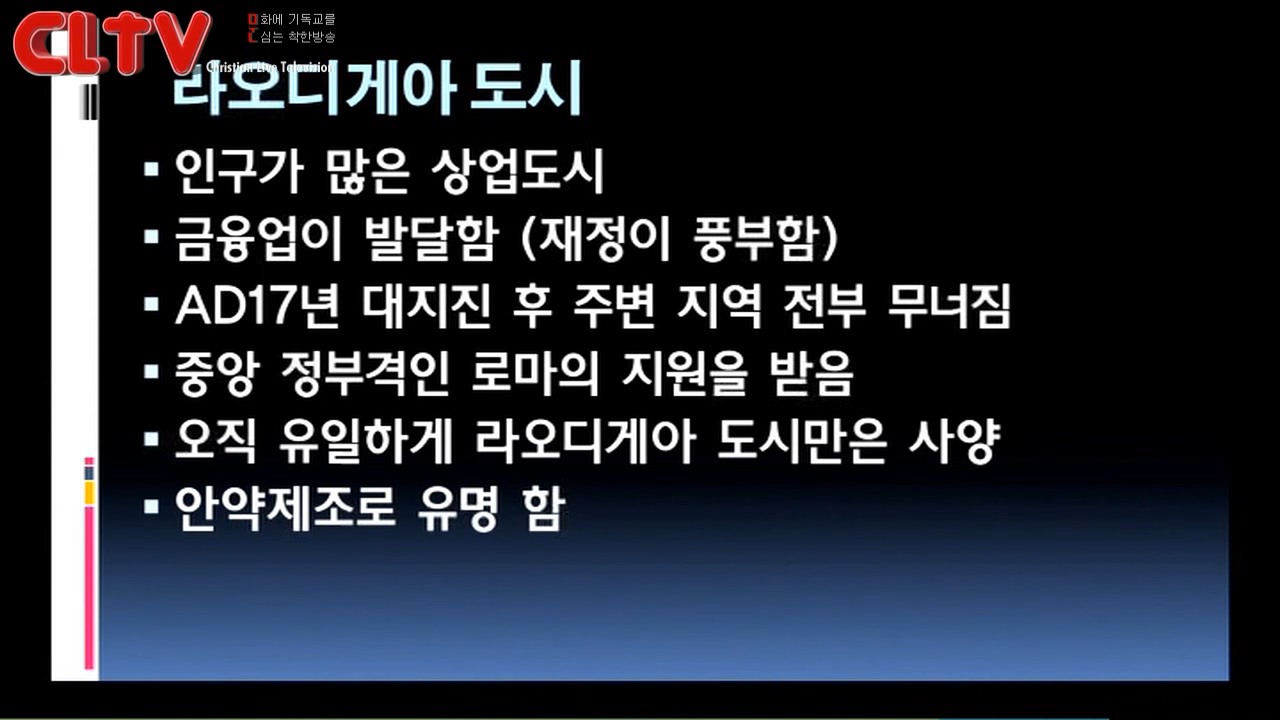 CLTV
문화에 기독교를
심는 착한방송
Christian Live Television
라오디게아 도시
▪ 인구가 많은 상업도시
▪ 금융업이 발달함 (재정이 풍부함)
▪ AD17년 대지진 후 주변 지역 전부 무너짐
▪ 중앙 정부격인 로마의 지원을 받음
▪ 오직 유일하게 라오디게아 도시만은 사양
▪ 안약제조로 유명 함